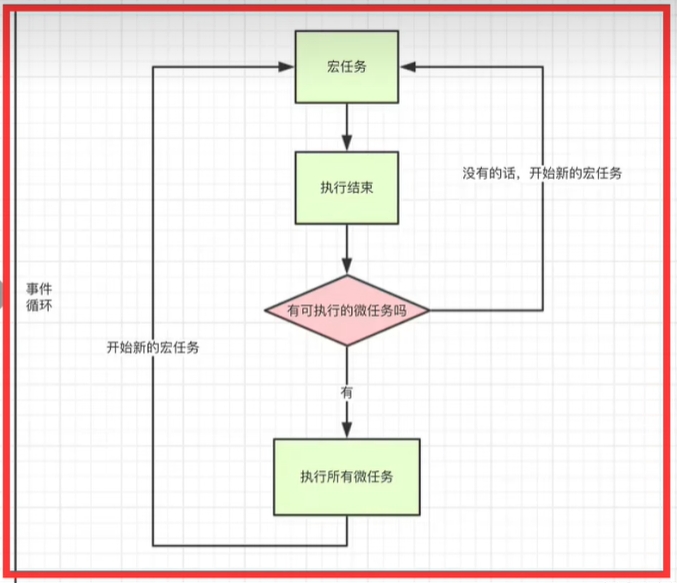 宏任务
执行结束
没有的话，开始新的宏任务
事件
循环
有可执行的微任务吗
开始新的宏任务
有
执行所有微任务